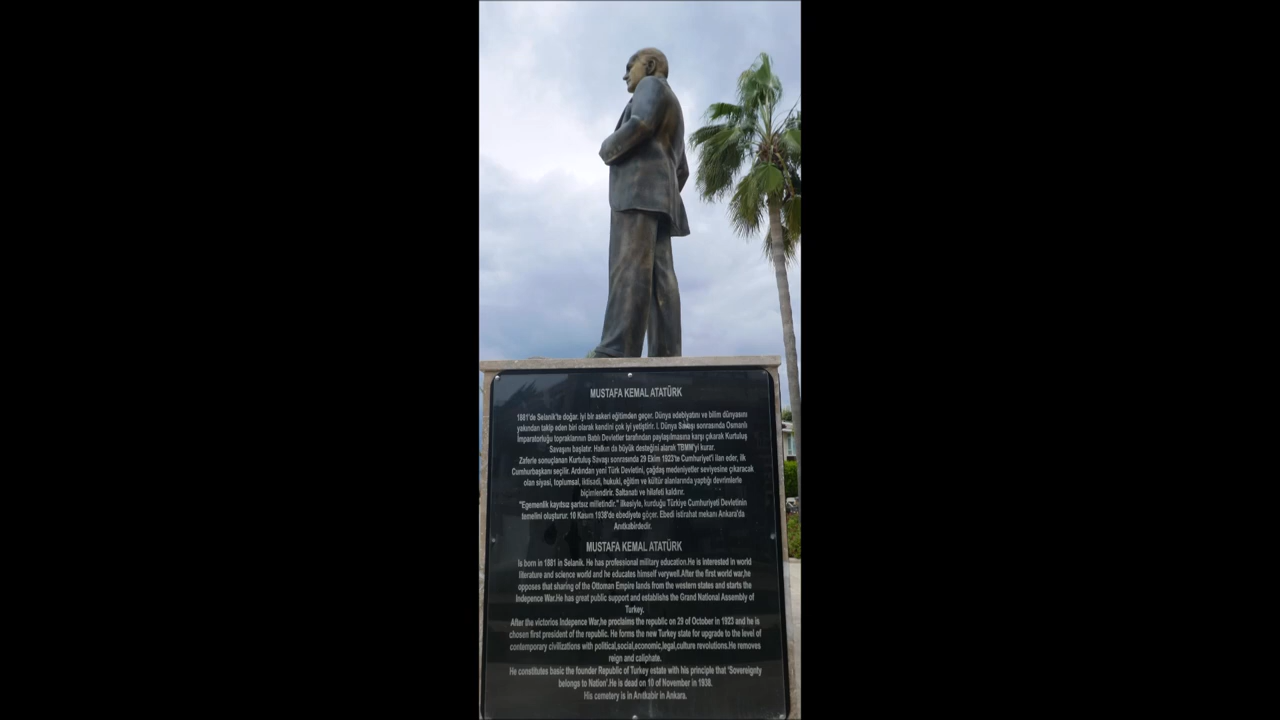 MUSTAFA KEMAL ATATÜRK
1881'de Selanik'te doğar. İyi bir askeri eğitimden geçer. Dünya edebiyatını ve bilim dünyasını
yakından takip eden biri olarak kendini çok iyi yetiştirir. I. Dünya Savaşı sonrasında Osmanlı
İmparatorluğu topraklarının Batılı Devletler tarafından paylaşılmasına karşı çıkarak Kurtuluş
Savaşını başlatır. Halkın da büyük desteğini alarak TBMM'yi kurar.
Zaferle sonuçlanan Kurtuluş Savaşı sonrasında 29 Ekim 1923'te Cumhuriyet'i ilan eder, ilk
Cumhurbaşkanı seçilir. Ardından yeni Türk Devletini, çağdaş medeniyetler seviyesine çıkaracak
olan siyasi, toplumsal, iktisadi, hukuki, eğitim ve kültür alanlarında yaptığı devrimlerle
biçimlendirir. Saltanatı ve hilafeti kaldırır.
"Egemenlik kayıtsız şartsız milletindir." ilkesiyle, kurduğu Türkiye Cumhuriyeti Devletinin
temelini oluşturur. 10 Kasım 1938'de ebediyete göçer. Ebedi istirahat mekanı Ankara'da
Anıtkabirdedir.
MUSTAFA KEMAL ATATÜRK
Is born in 1881 in Selanik. He has professional military education.He is interested in world
literature and science world and he educates himself verywell.After the first world war,he
opposes that sharing of the Ottoman Empire lands from the western states and starts the
Indepence War.He has great public support and establishs the Grand National Assembly of
Turkey.
After the victorios Indepence War,he proclaims the republic on 29 of October in 1923 and he is
chosen first president of the republic. He forms the new Turkey state for upgrade to the level of
contemporary civilizations with political,social,economic,legal,culture revolutions.He removes
reign and caliphate.
He constitutes basic the founder Republic of Turkey estate with his principle that 'Sovereignty
belongs to Nation'.He is dead on 10 of November in 1938.
His cemetery is in Anıtkabir in Ankara.